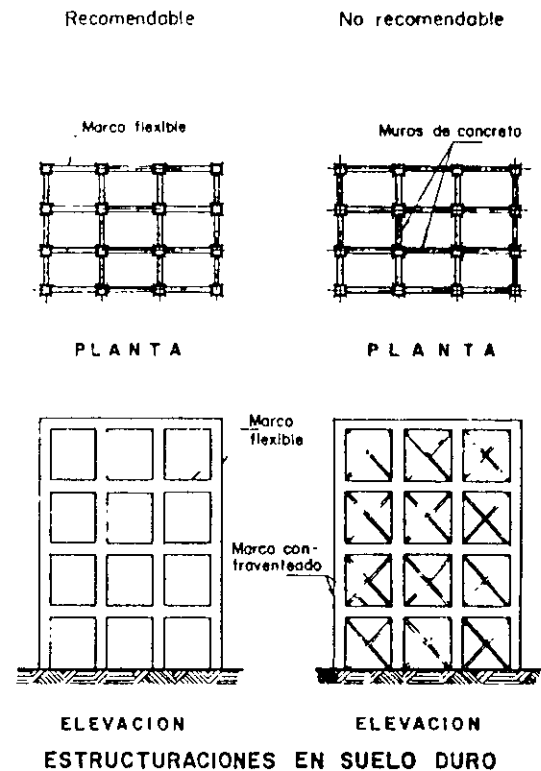 Recomendable
No recomendable
Marco flexible
Muros de concreto
PLANTA
PLANTA
Marco
flexible
Marco con-
traventeado
ELEVACION
ELEVACION
ESTRUCTURACIONES EN SUELO DURO